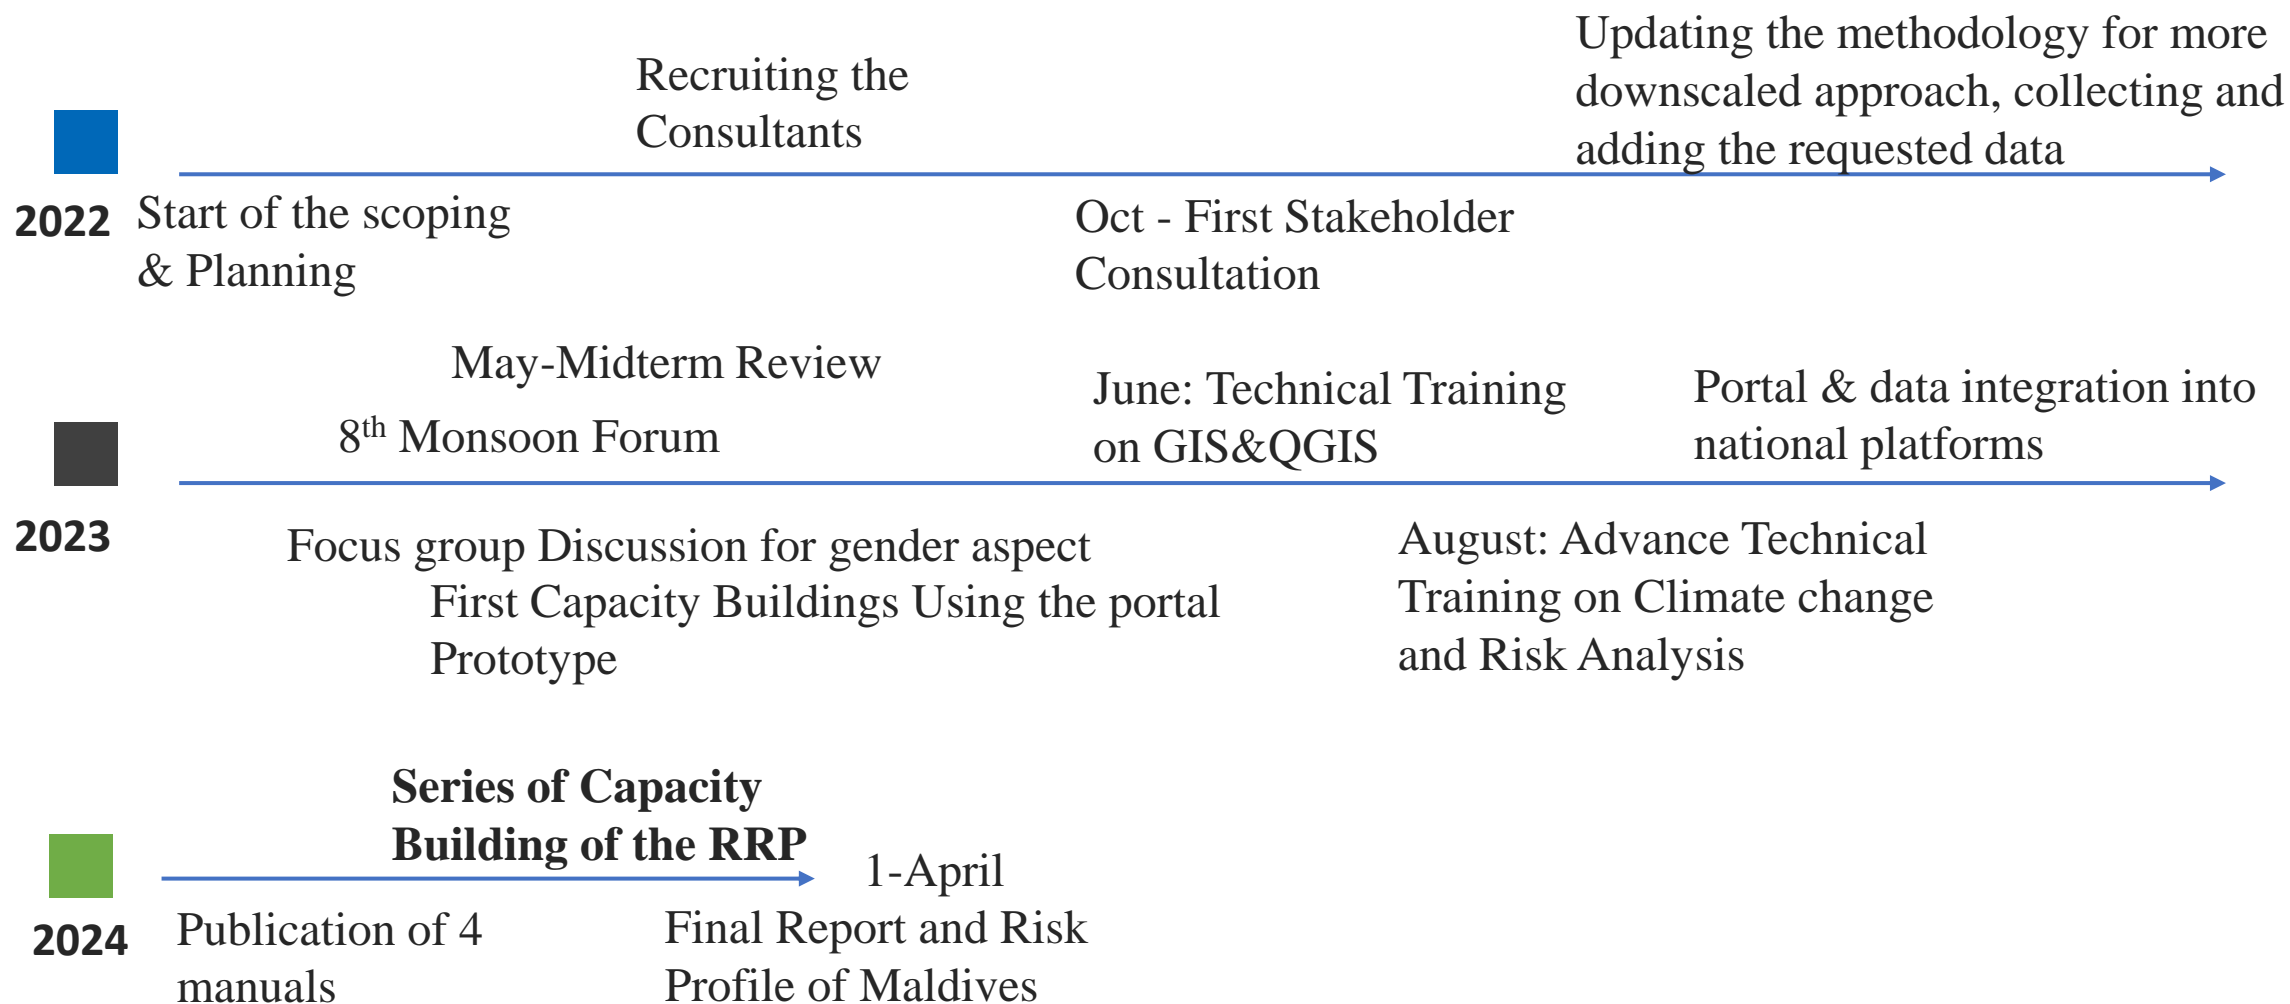 Recruiting the
Consultants
Updating the methodology for more
downscaled approach, collecting and
adding the requested data
2022
Start of the scoping
& Planning
Oct - First Stakeholder
Consultation
May-Midterm Review
8th Monsoon Forum
June: Technical Training
on GIS&QGIS
Portal & data integration into
national platforms
2023
Focus group Discussion for gender aspect
First Capacity Buildings Using the portal
Prototype
August: Advance Technical
Training on Climate change
and Risk Analysis
Series of Capacity
Building of the RRP
1-April
2024
Publication of 4
manuals
Final Report and Risk
Profile of Maldives